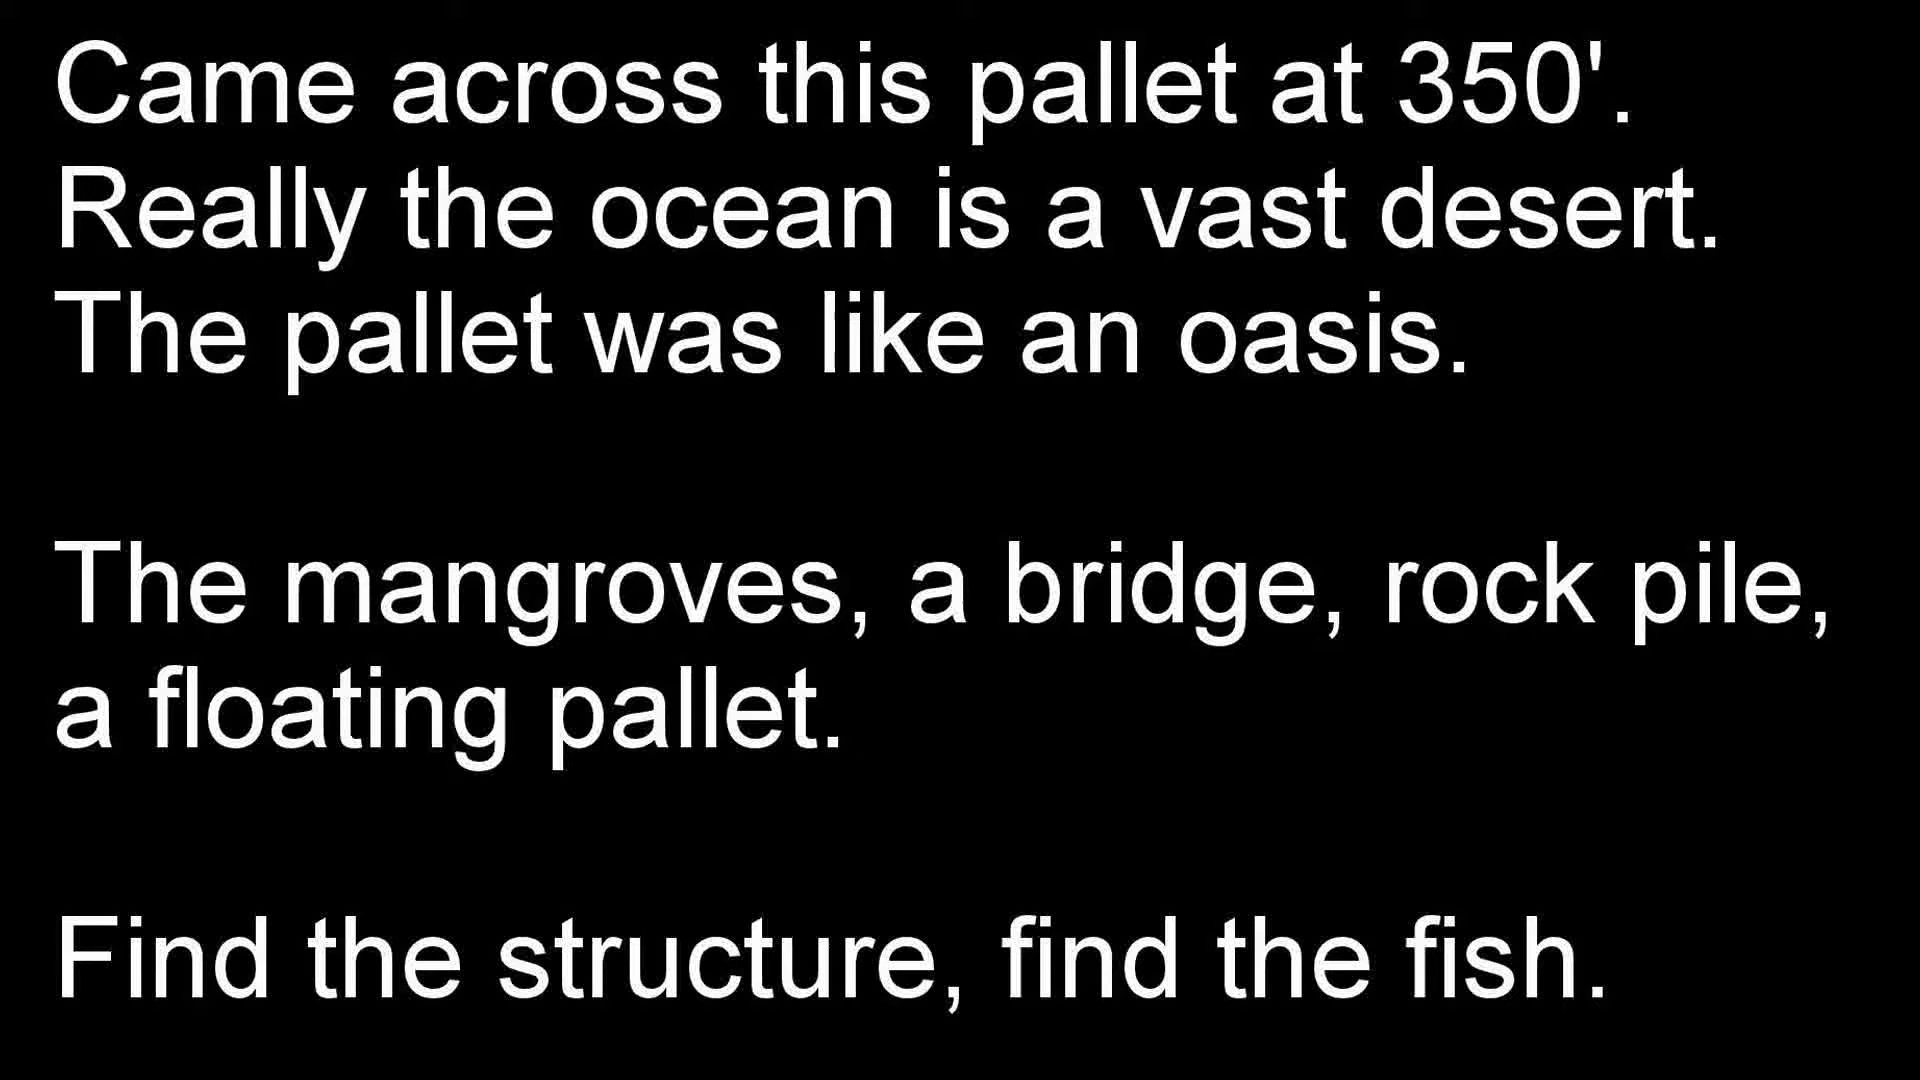 Came across this pallet at 350'.
Really the ocean is a vast desert.
The pallet was like an oasis.
The mangroves, a bridge, rock pile,
a floating pallet.
Find the structure, find the fish.